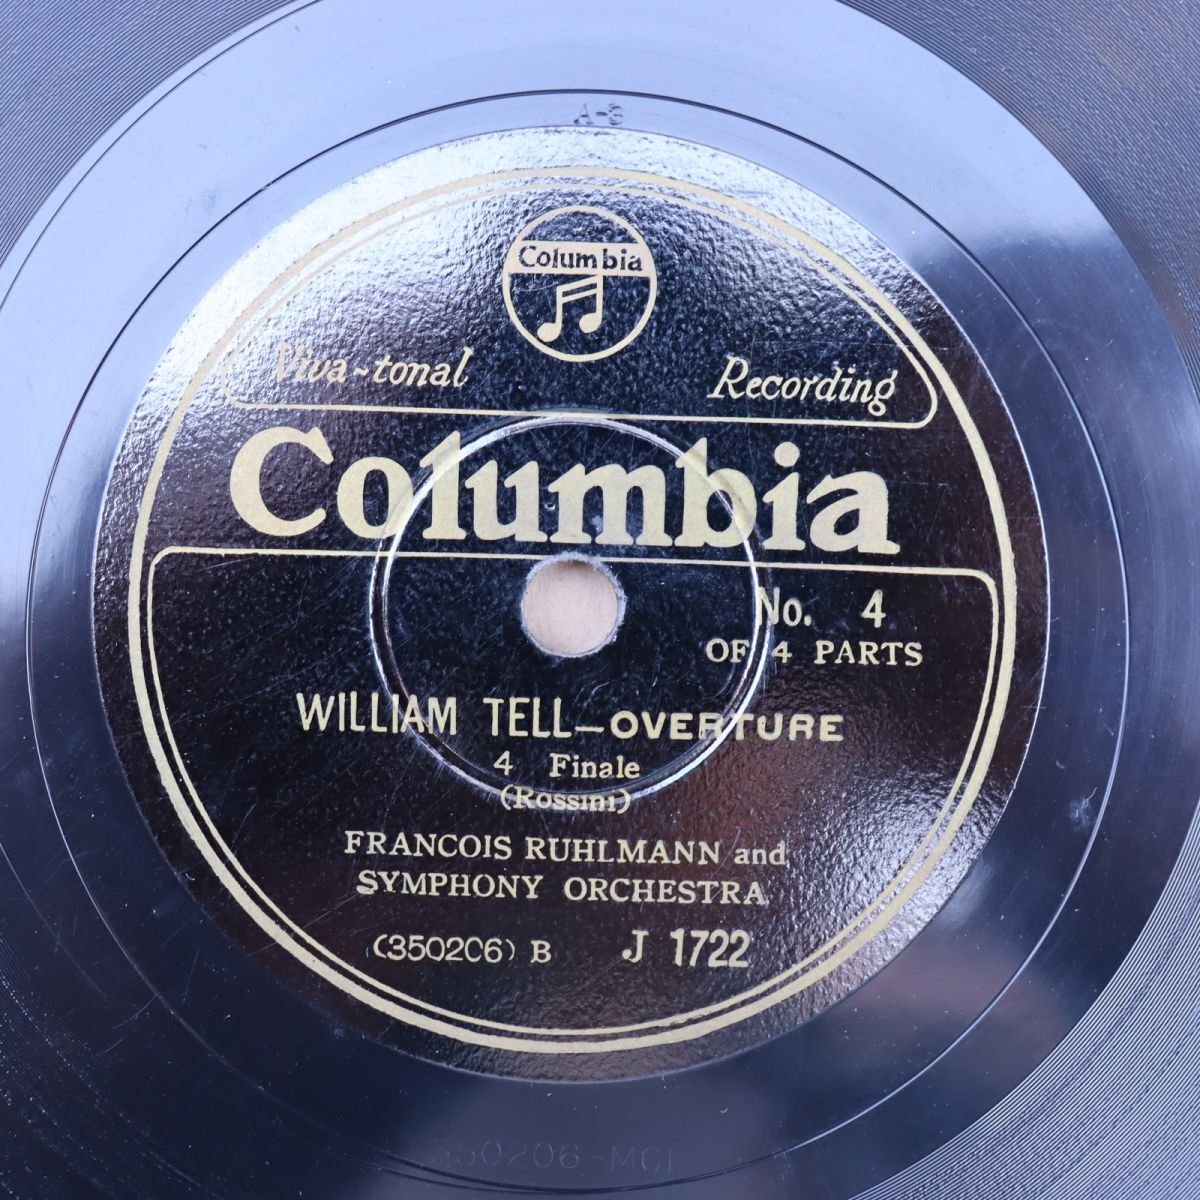 A-3
Columbia
Viva-tonal Recording
Columbia
No. 4
OF 4 PARTS
WILLIAM TELL—OVERTURE
4 Finale
(Rossini)
FRANCOIS RUHLMANN and
SYMPHONY ORCHESTRA
(350206) B J 1722
350206-MC1